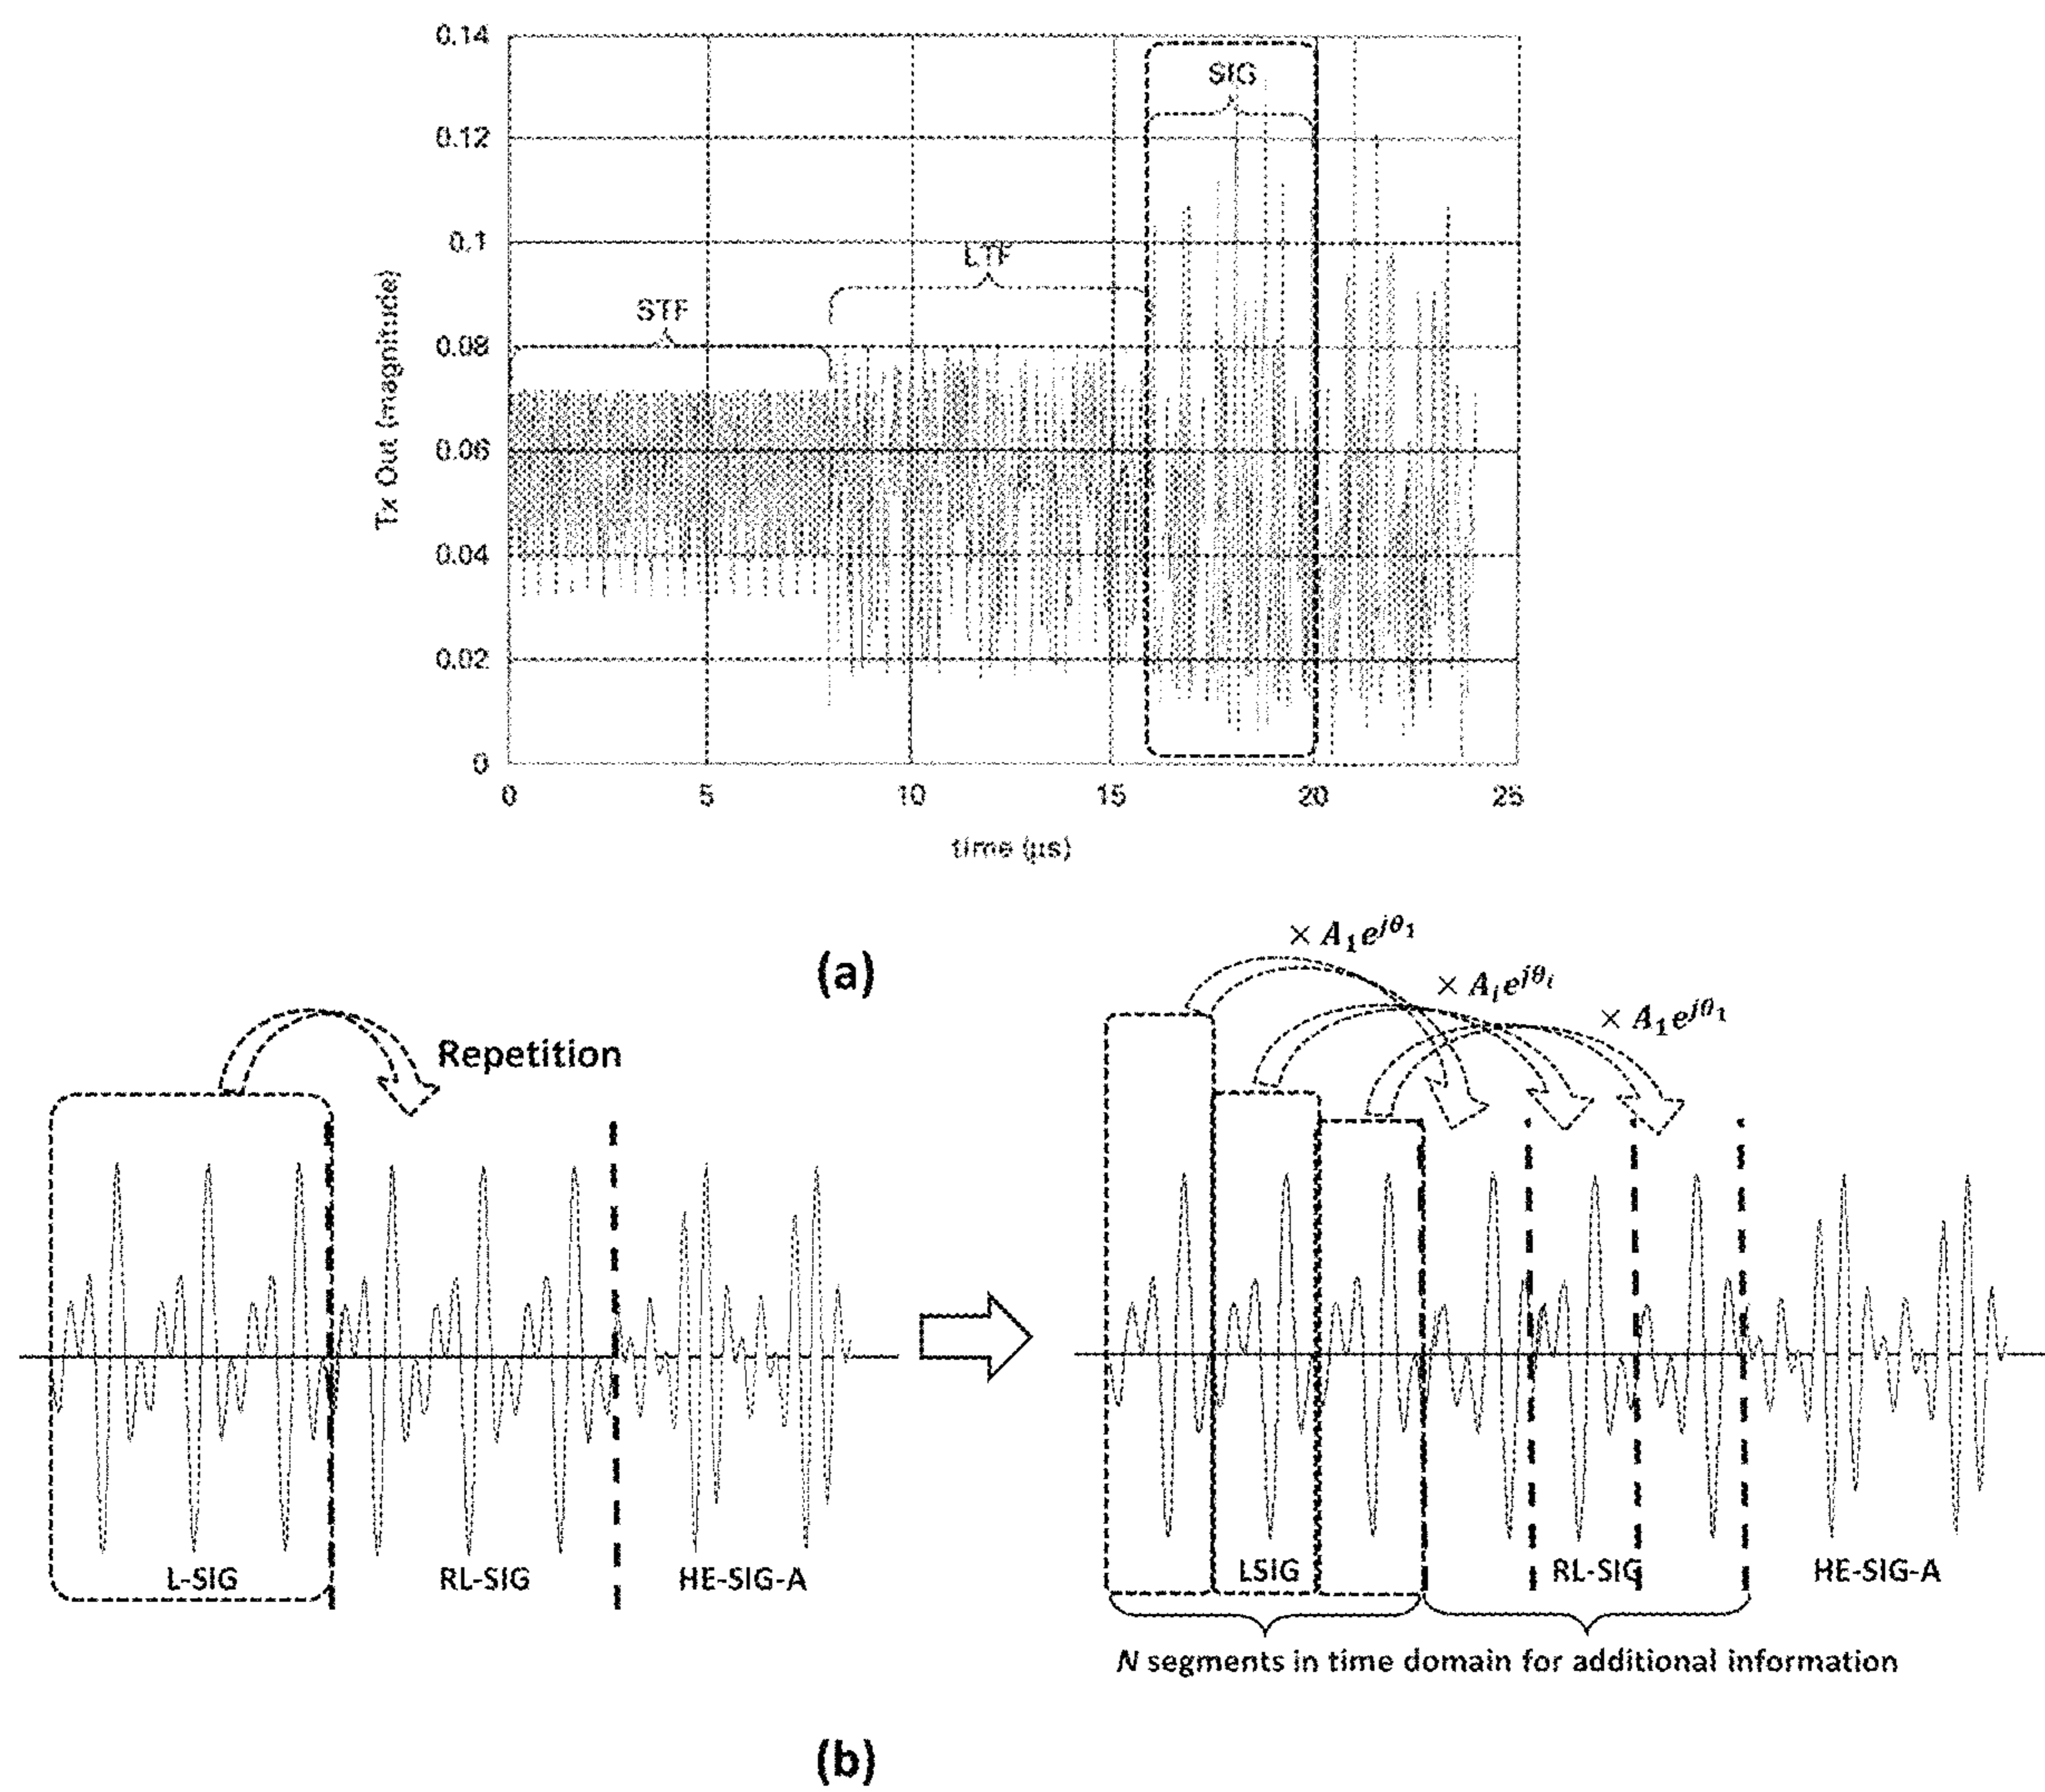 0.14
0.12
0.1
0.08
0.06
0.04
0.02
0
Tx Out (magnitude)
STF
LTF
SIG
0 5 10 15 20 25
time (µs)
(a)
Repetition
L-SIG
RL-SIG
HE-SIG-A
× A₁e^{jθ₁}
× Aᵢe^{jθᵢ}
× A₁e^{jθ₁}
LSIG
RL-SIG
HE-SIG-A
N segments in time domain for additional information
(b)